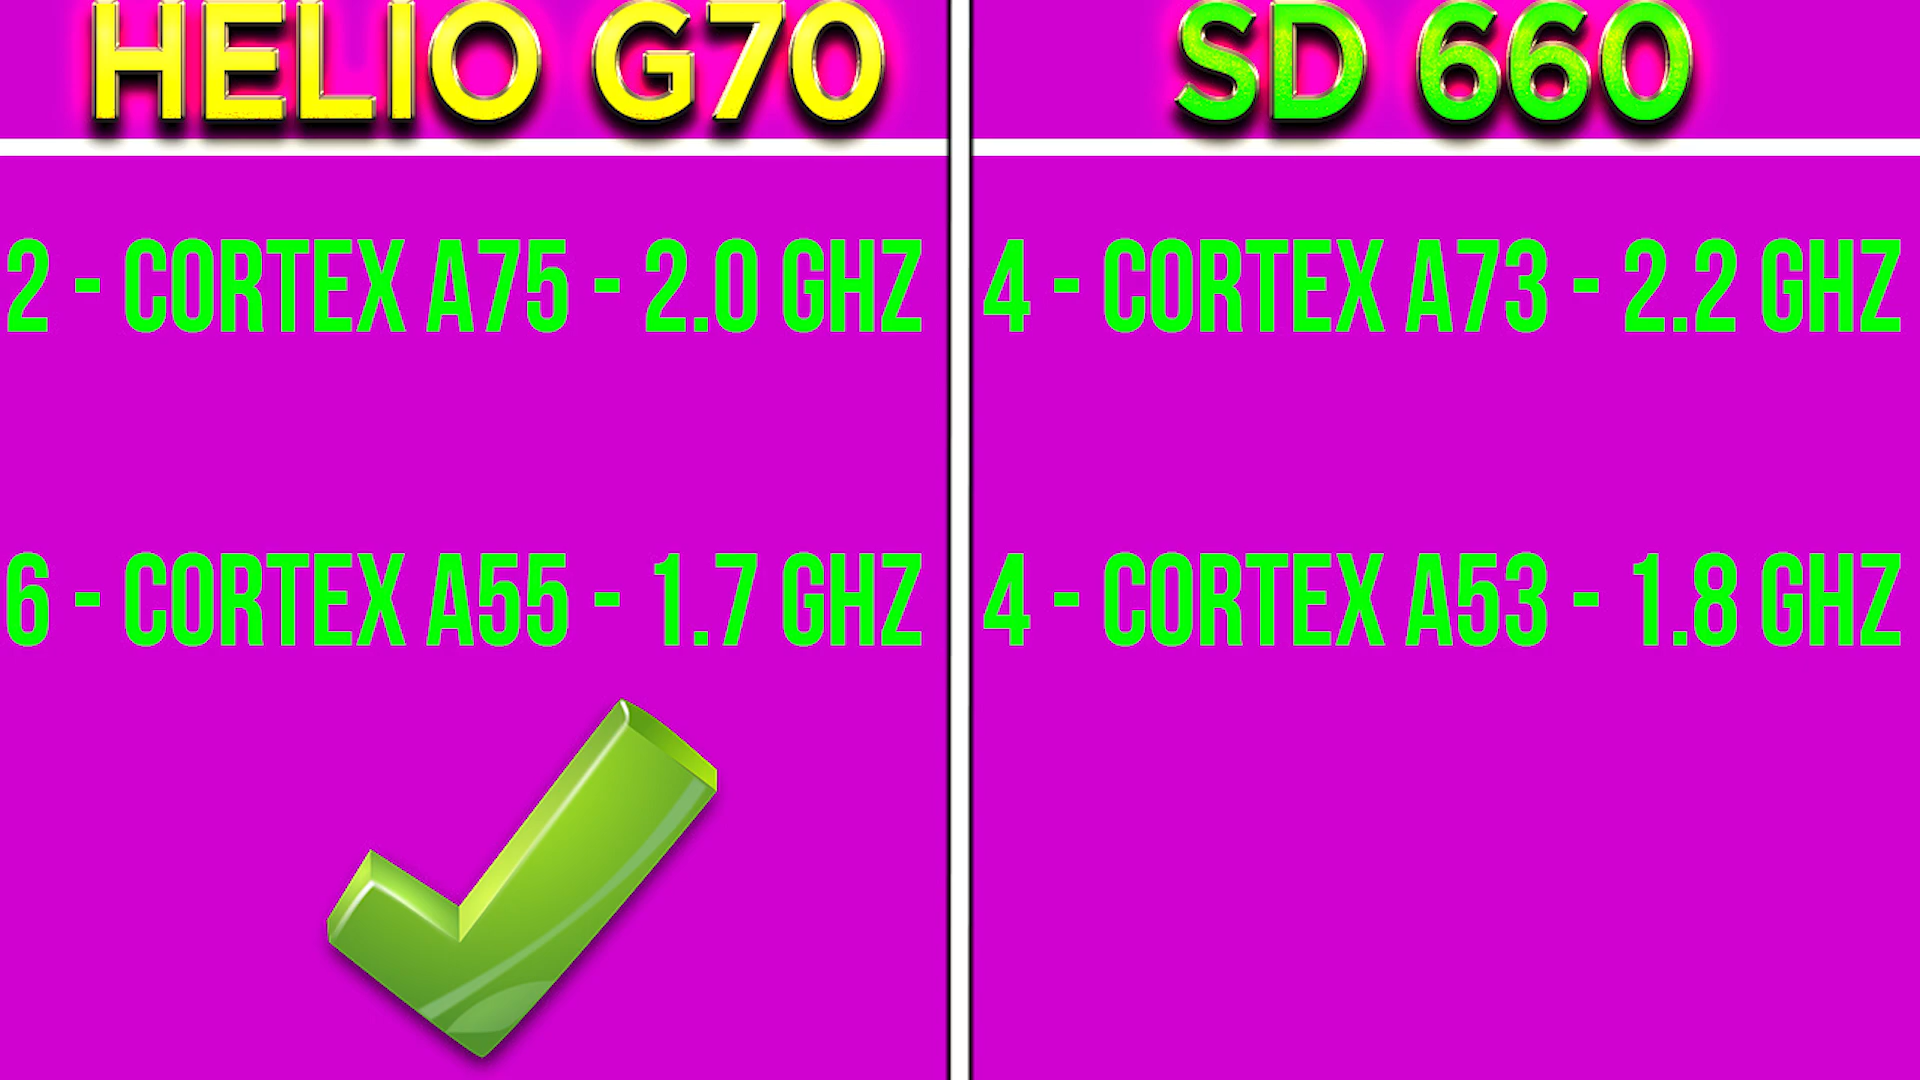 HELIO G70
SD 660
2 - CORTEX A75 - 2.0 GHZ
4 - CORTEX A73 - 2.2 GHZ
6 - CORTEX A55 - 1.7 GHZ
4 - CORTEX A53 - 1.8 GHZ